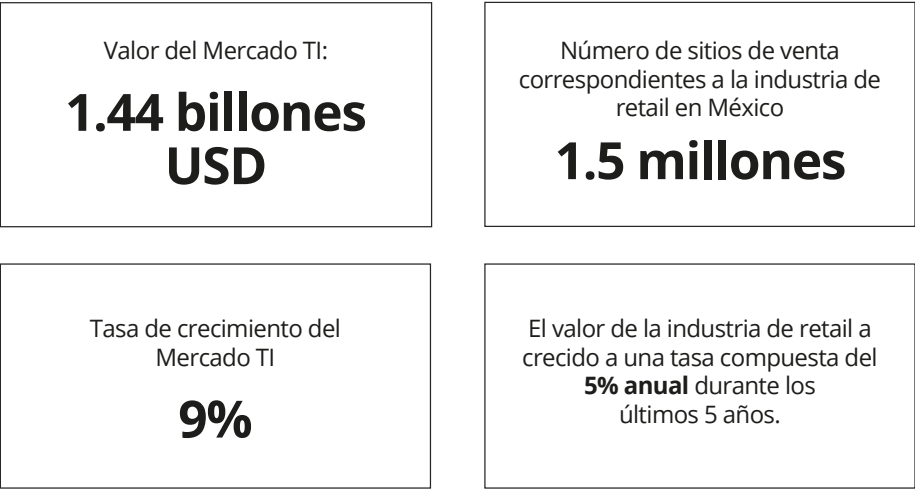 Valor del Mercado TI:
1.44 billones
USD
Número de sitios de venta
correspondientes a la industria de
retail en México
1.5 millones
Tasa de crecimiento del
Mercado TI
9%
El valor de la industria de retail a
crecido a una tasa compuesta del
5% anual durante los
últimos 5 años.